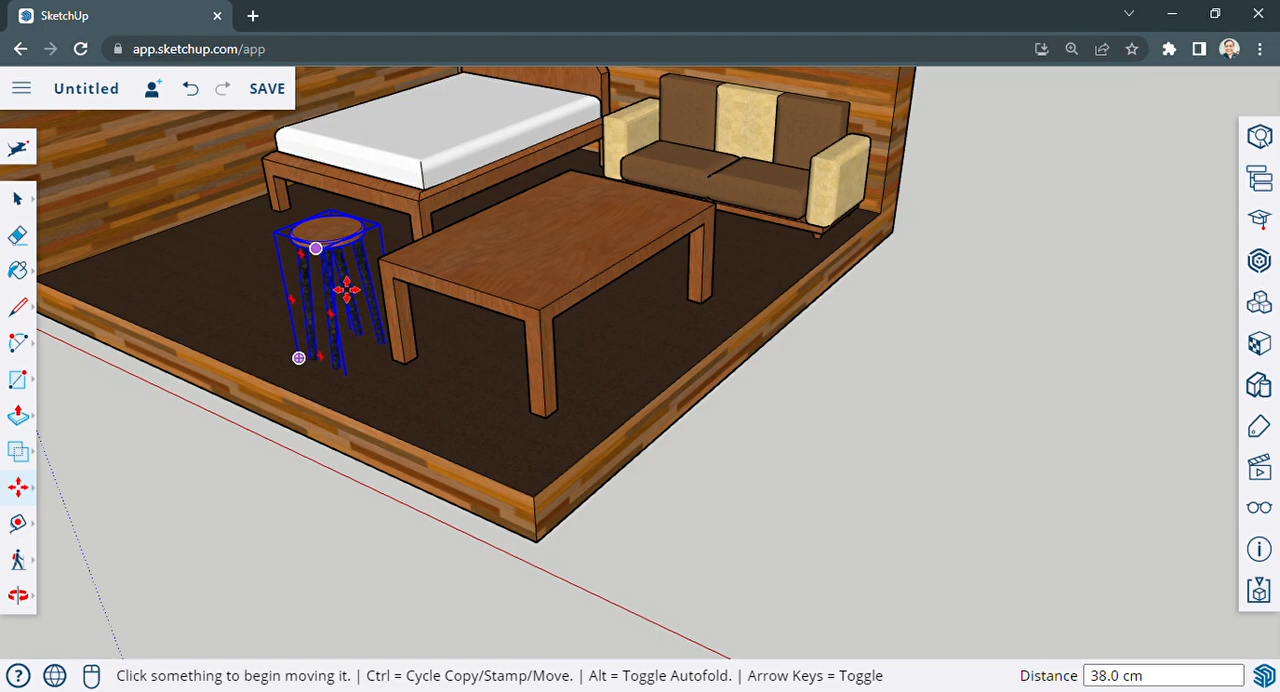 SketchUp
app.sketchup.com/app
Untitled SAVE
Click something to begin moving it. | Ctrl = Cycle Copy/Stamp/Move. | Alt = Toggle Autofold. | Arrow Keys = Toggle Distance 38.0 cm